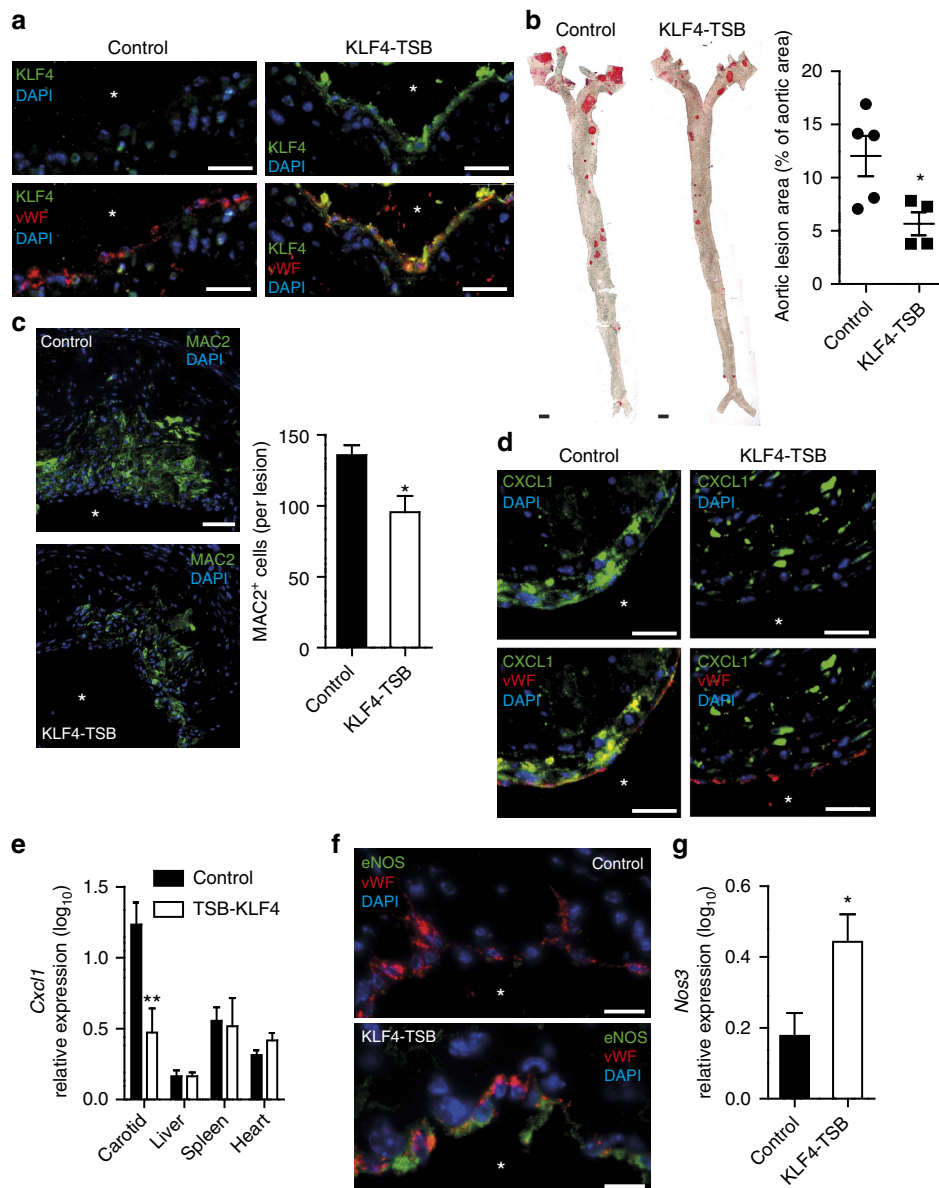 a
Control
KLF4-TSB
KLF4
DAPI
*
KLF4
DAPI
*
KLF4
vWF
DAPI
*
KLF4
vWF
DAPI
*
b
Control
KLF4-TSB
Aortic lesion area (% of aortic area)
20
15
10
5
0
*
Control
KLF4-TSB
c
Control
MAC2
DAPI
*
MAC2
DAPI
*
KLF4-TSB
MAC2+ cells (per lesion)
150
100
50
0
*
Control
KLF4-TSB
d
Control
KLF4-TSB
CXCL1
DAPI
*
CXCL1
DAPI
*
CXCL1
vWF
DAPI
*
CXCL1
vWF
DAPI
*
e
Cxcl1
relative expression (log10)
1.5
1.0
0.5
0.0
Control
TSB-KLF4
**
Carotid
Liver
Spleen
Heart
f
eNOS
vWF
DAPI
Control
*
KLF4-TSB
eNOS
vWF
DAPI
*
g
Nos3
relative expression (log10)
0.6
0.4
0.2
0.0
*
Control
KLF4-TSB